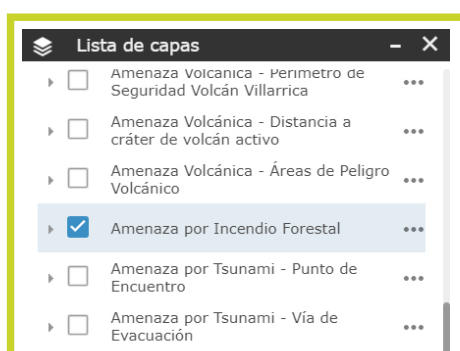 Lista de capas
Amenaza Volcánica - Perímetro de
Seguridad Volcán Villarrica
Amenaza Volcánica - Distancia a
cráter de volcán activo
Amenaza Volcánica - Áreas de Peligro
Volcánico
Amenaza por Incendio Forestal
Amenaza por Tsunami - Punto de
Encuentro
Amenaza por Tsunami - Vía de
Evacuación